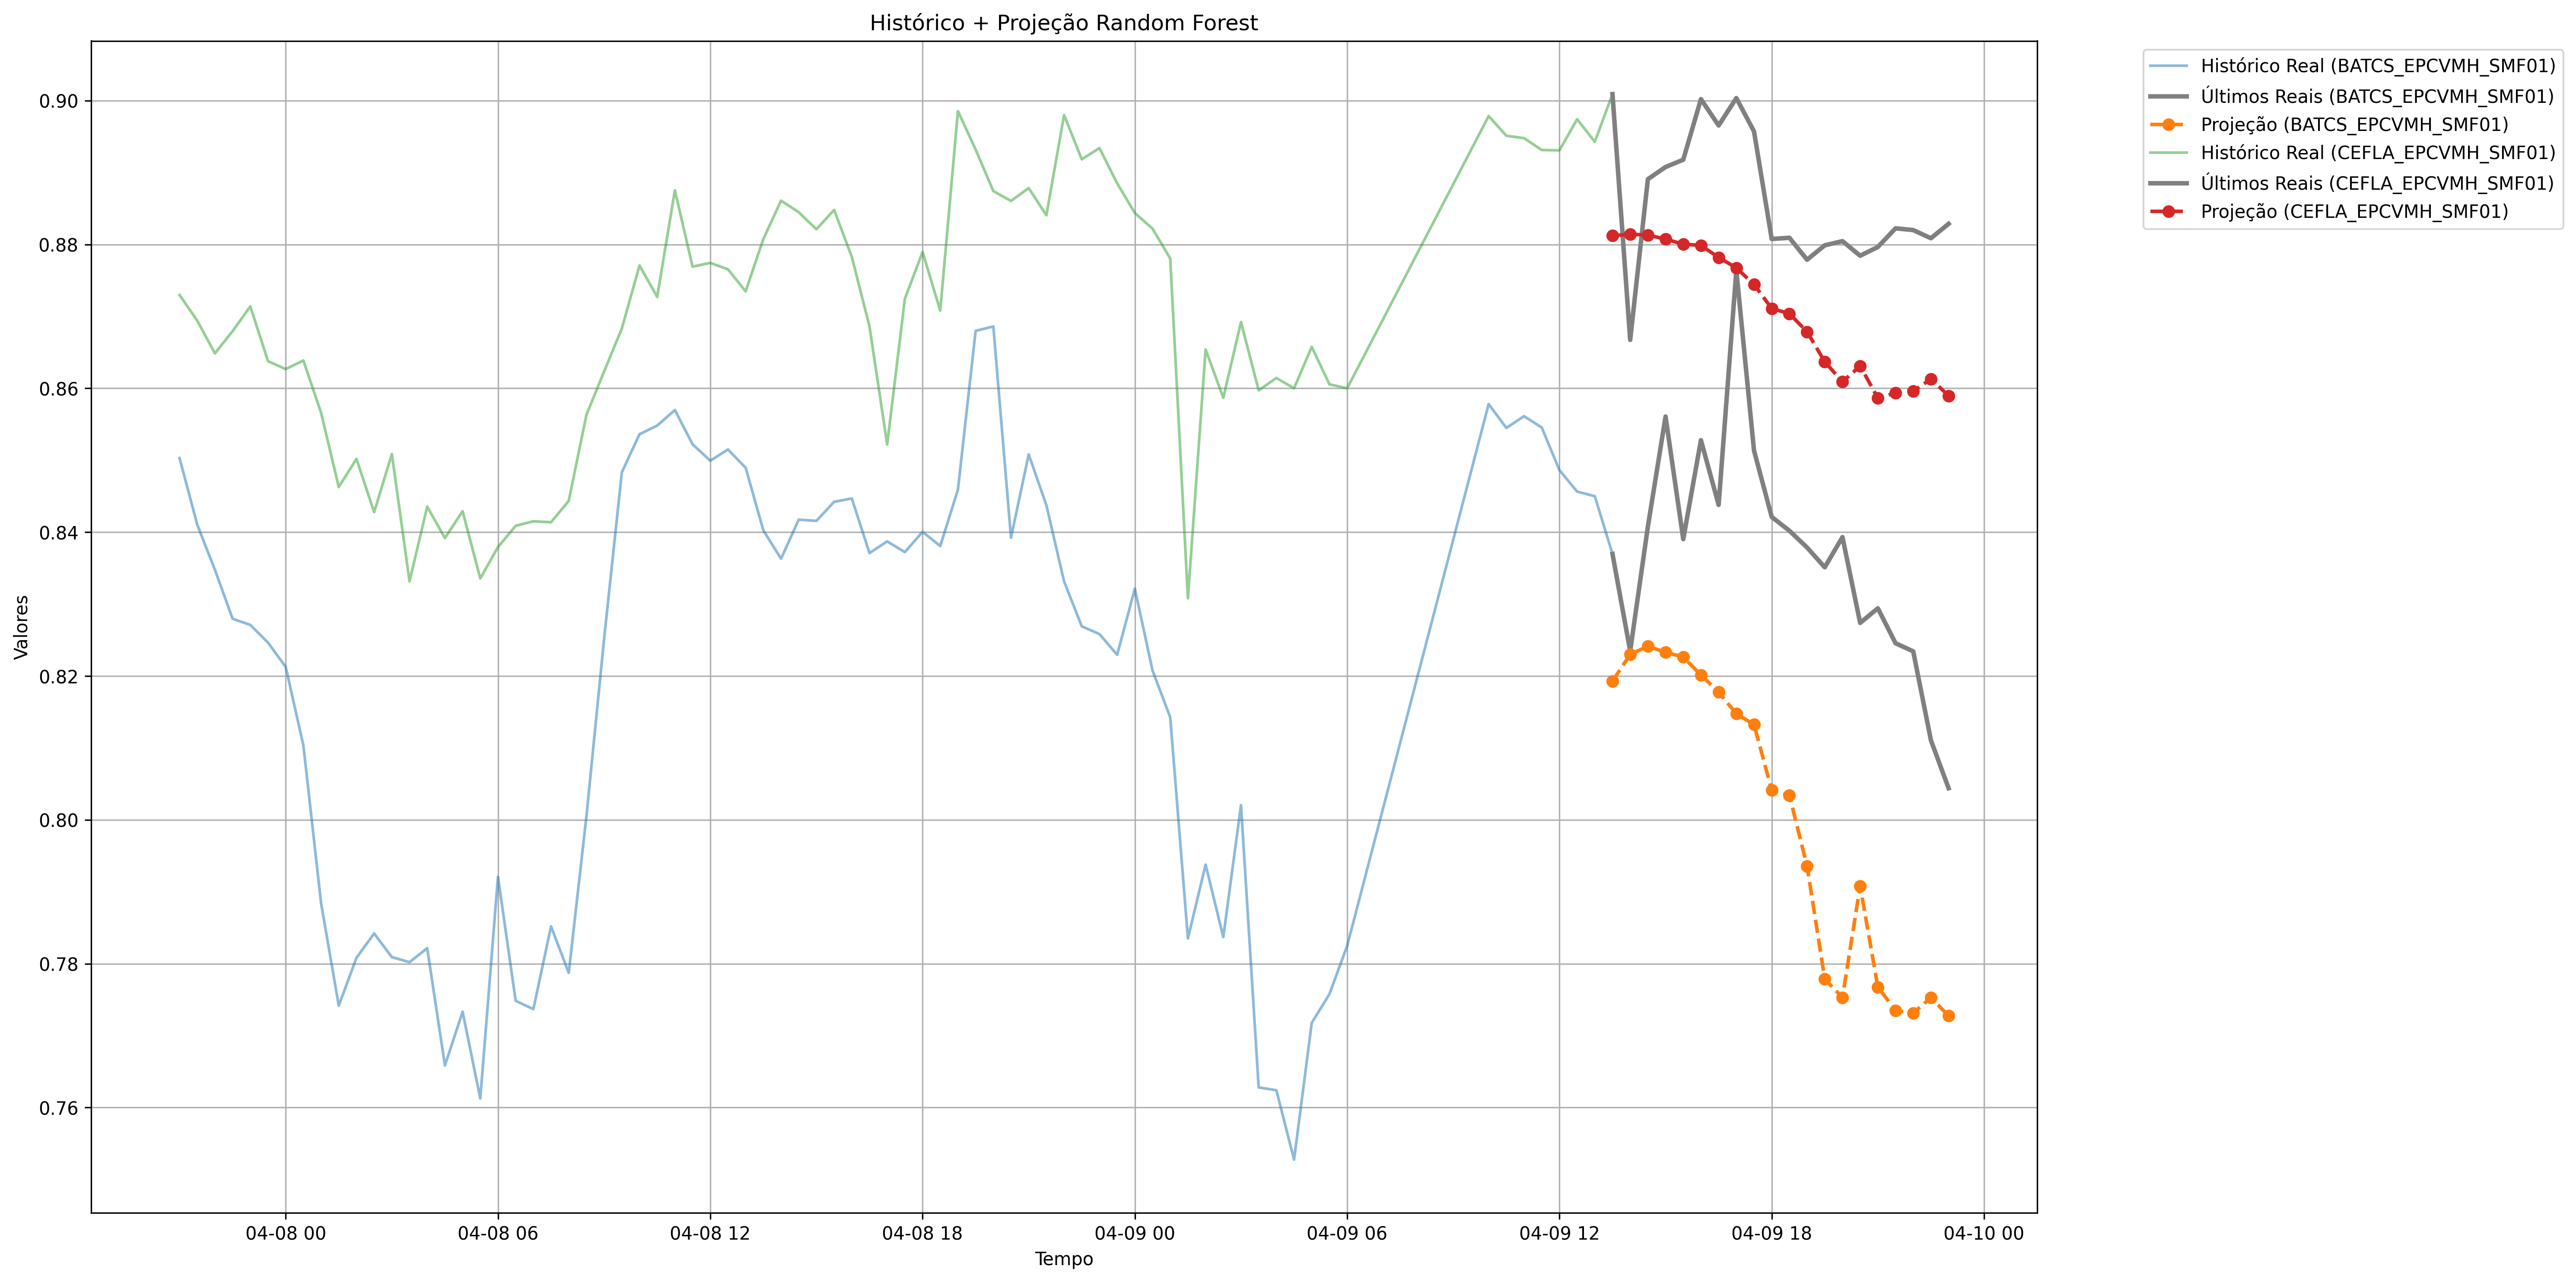 Histórico + Projeção Random Forest
Histórico Real (BATCS_EPCVMH_SMF01)
Últimos Reais (BATCS_EPCVMH_SMF01)
Projeção (BATCS_EPCVMH_SMF01)
Histórico Real (CEFLA_EPCVMH_SMF01)
Últimos Reais (CEFLA_EPCVMH_SMF01)
Projeção (CEFLA_EPCVMH_SMF01)
Valores
0.90
0.88
0.86
0.84
0.82
0.80
0.78
0.76
04-08 00
04-08 06
04-08 12
04-08 18
04-09 00
04-09 06
04-09 12
04-09 18
04-10 00
Tempo